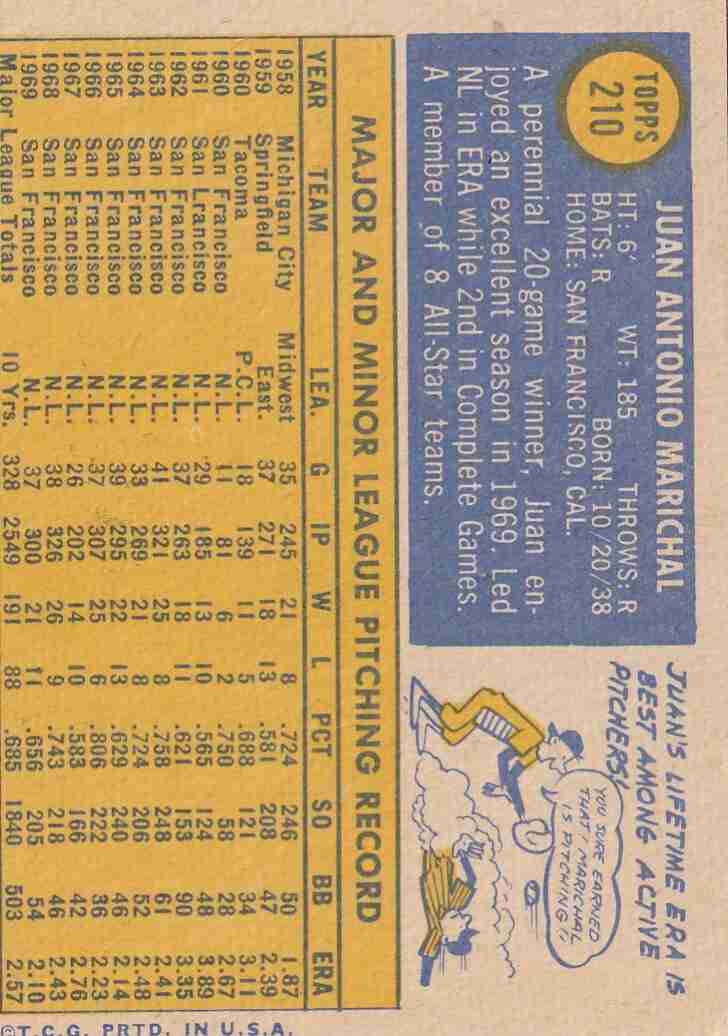 TOPPS
210
JUAN ANTONIO MARICHAL
HT: 6' WT: 185 THROWS: R
BATS: R BORN: 10/20/38
HOME: SAN FRANCISCO, CAL.
A perennial 20-game winner, Juan en-
joyed an excellent season in 1969. Led
NL in ERA while 2nd in Complete Games.
A member of 8 All-Star teams.
JUAN'S LIFETIME ERA IS
BEST AMONG ACTIVE
PITCHERS!
YOU SURE EARNED
THAT! MARICHAL
IS PITCHING!!
MAJOR AND MINOR LEAGUE PITCHING RECORD
YEAR TEAM LEA. G IP W L PCT SO BB ERA
1958 Michigan City Midwest 35 245 21 8 .724 246 50 1.87
1959 Springfield East. 37 271 18 13 .581 208 47 2.39
1960 Tacoma P.C.L. 18 139 11 5 .688 121 34 3.11
1960 San Francisco N.L. 11 81 6 2 .750 58 28 2.67
1961 San Lrancisco N.L. 29 185 13 10 .565 124 48 3.89
1962 San Francisco N.L. 37 263 18 11 .621 153 90 3.35
1963 San Francisco N.L. 41 321 25 8 .758 248 61 2.41
1964 San Francisco N.L. 33 269 21 8 .724 206 52 2.48
1965 San Francisco N.L. 39 295 22 13 .629 240 46 2.14
1966 San Francisco N.L. 37 307 25 6 .806 222 36 2.23
1967 San Francisco N.L. 26 202 14 10 .583 166 42 2.76
1968 San Francisco N.L. 38 326 26 9 .743 218 46 2.43
1969 San Francisco N.L. 37 300 21 11 .656 205 54 2.10
Major League Totals 10 Yrs. 328 2549 191 88 .685 1840 503 2.57
©T.C.G. PRTD. IN U.S.A.